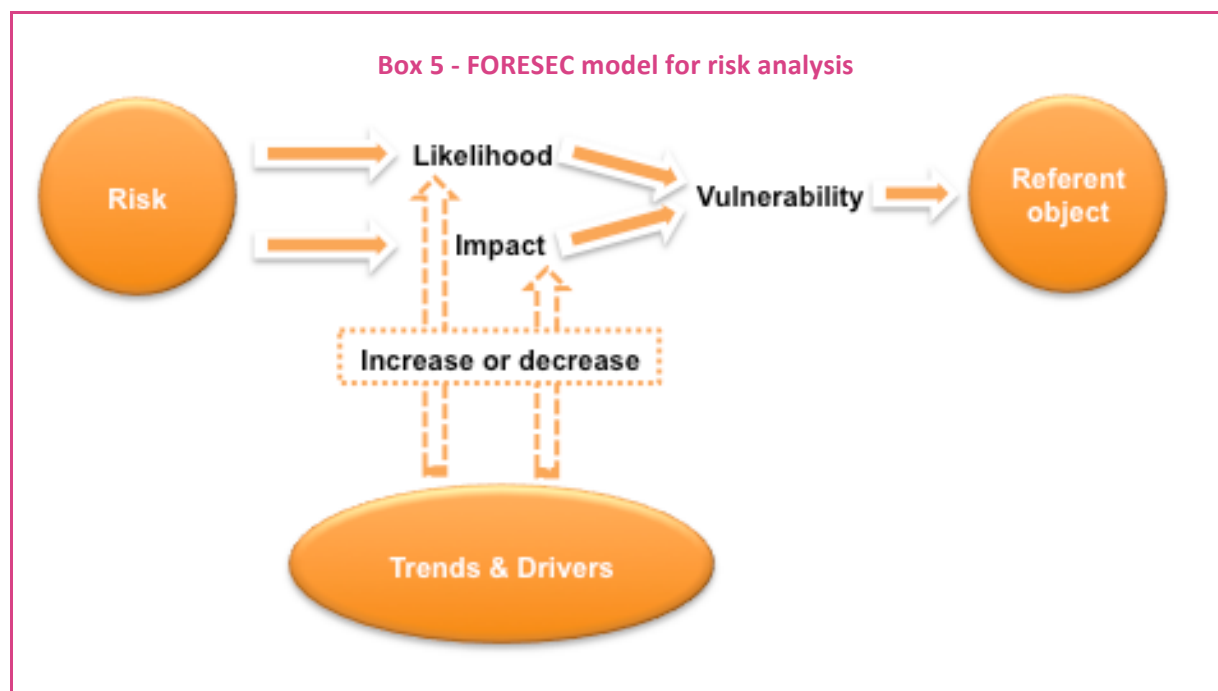 Box 5 - FORESEC model for risk analysis
Risk
Likelihood
Impact
Vulnerability
Referent
object
Increase or decrease
Trends & Drivers